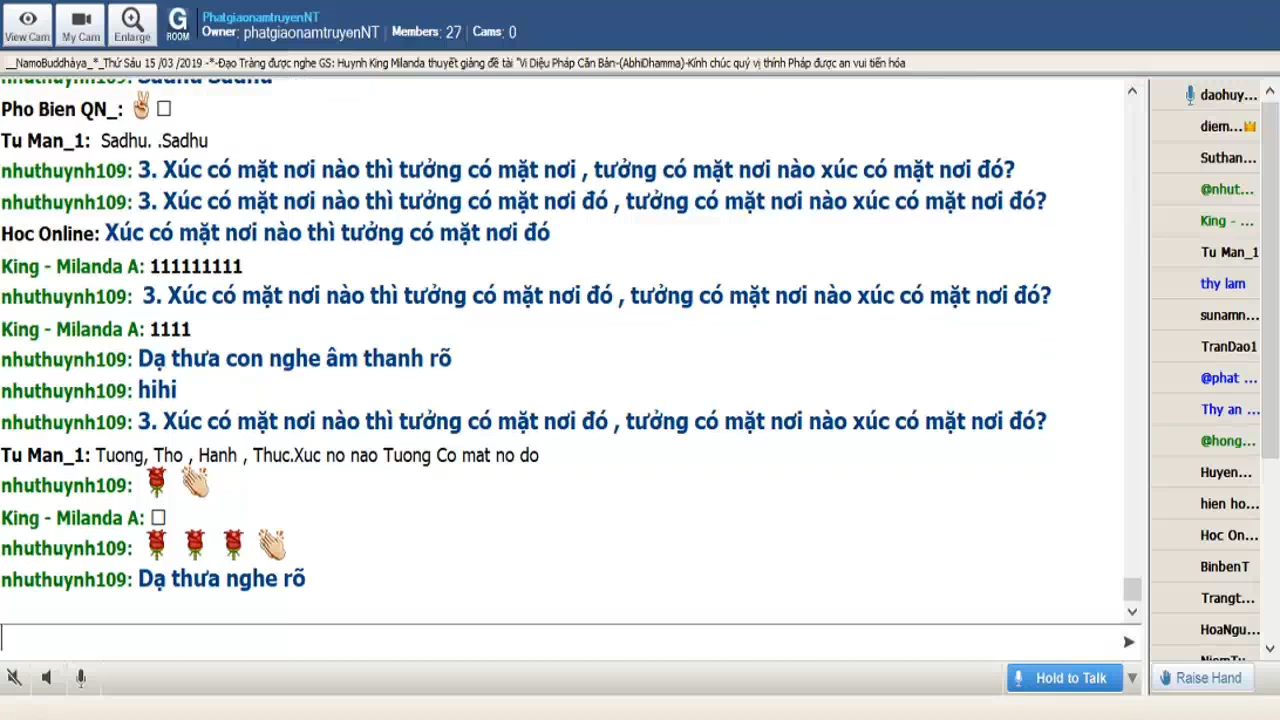 PhatgiaonamtruyenNT
G
ROOM
Owner: phatgiaonamtruyenNT Members: 27 Cams: 0
View Cam
My Cam
Enlarge
__NamoBuddhàya_*_Thứ Sáu 15 /03 /2019 -*-Đạo Tràng được nghe GS: Huynh King Milanda thuyết giảng đề tài "Vi Diệu Pháp Căn Bản-(AbhiDhamma)-Kính chúc quý vị thính Pháp được an vui tiến hóa
Pho Bien QN_:
Tu Man_1: Sadhu. .Sadhu
nhuthuynh109: 3. Xúc có mặt nơi nào thì tưởng có mặt nơi , tưởng có mặt nơi nào xúc có mặt nơi đó?
nhuthuynh109: 3. Xúc có mặt nơi nào thì tưởng có mặt nơi đó , tưởng có mặt nơi nào xúc có mặt nơi đó?
Hoc Online: Xúc có mặt nơi nào thì tưởng có mặt nơi đó
King - Milanda A: 111111111
nhuthuynh109: 3. Xúc có mặt nơi nào thì tưởng có mặt nơi đó , tưởng có mặt nơi nào xúc có mặt nơi đó?
King - Milanda A: 1111
nhuthuynh109: Dạ thưa con nghe âm thanh rõ
nhuthuynh109: hihi
nhuthuynh109: 3. Xúc có mặt nơi nào thì tưởng có mặt nơi đó , tưởng có mặt nơi nào xúc có mặt nơi đó?
Tu Man_1: Tuong, Tho , Hanh , Thuc.Xuc no nao Tuong Co mat no do
nhuthuynh109:
King - Milanda A:
nhuthuynh109:
nhuthuynh109: Dạ thưa nghe rõ
daohuy...
diem...
Suthan...
@nhut...
King - ...
Tu Man_1
thy lam
sunamn...
TranDao1
@phat ...
Thy an ...
@hong...
Huyen...
hien ho...
Hoc On...
BinbenT
Trangt...
HoaNgu...
Hold to Talk
Raise Hand